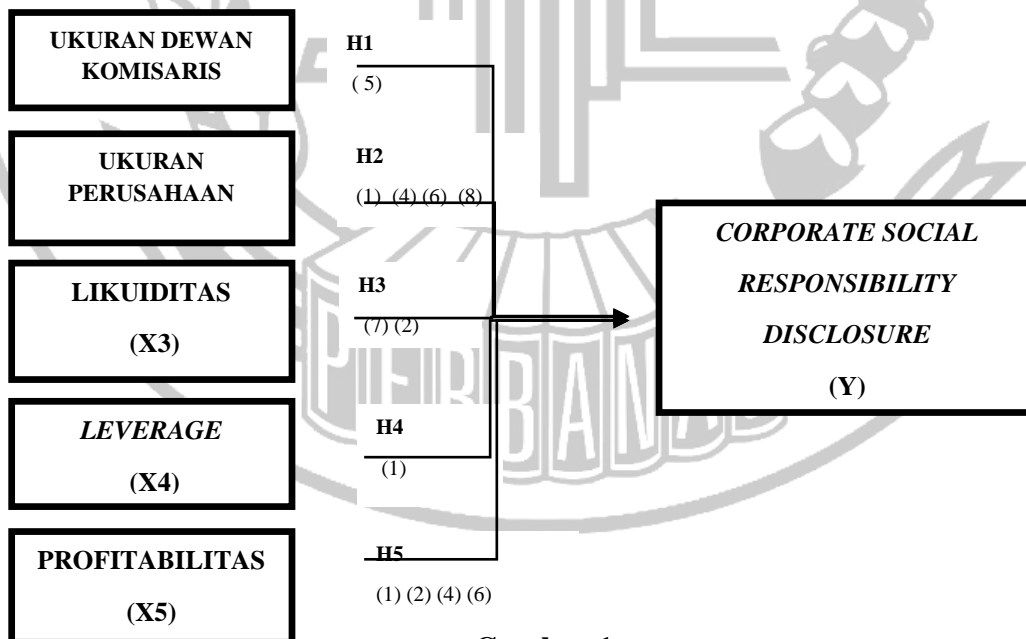 UKURAN DEWAN
KOMISARIS
H1
( 5)
UKURAN
PERUSAHAAN
H2
(1) (4) (6) (8)
LIKUIDITAS
(X3)
H3
(7) (2)
LEVERAGE
(X4)
H4
(1)
PROFITABILITAS
(X5)
H5
(1) (2) (4) (6)
CORPORATE SOCIAL
RESPONSIBILITY
DISCLOSURE
(Y)